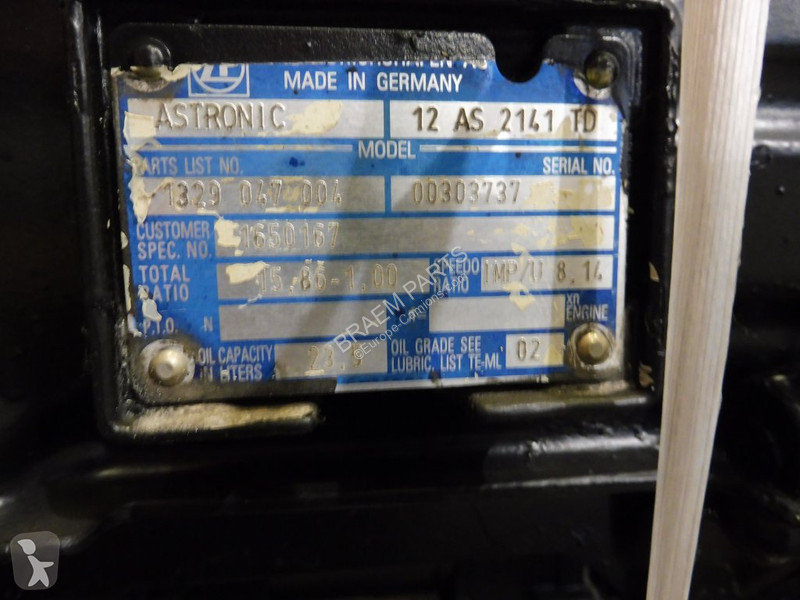 ZF
MADE IN GERMANY
ASTRONIC 12 AS 2141 TD
MODEL
PARTS LIST NO. SERIAL NO.
1329 047 004 00303737
CUSTOMER SPEC. NO. 1650167
TOTAL RATIO 15.86-1.00 SPEEDO RATIO IMP/U 8.14
P.T.O. N = xn ENGINE
OIL CAPACITY IN LITERS OIL GRADE SEE LUBRIC. LIST TE-ML 02
BRAEM PARTS